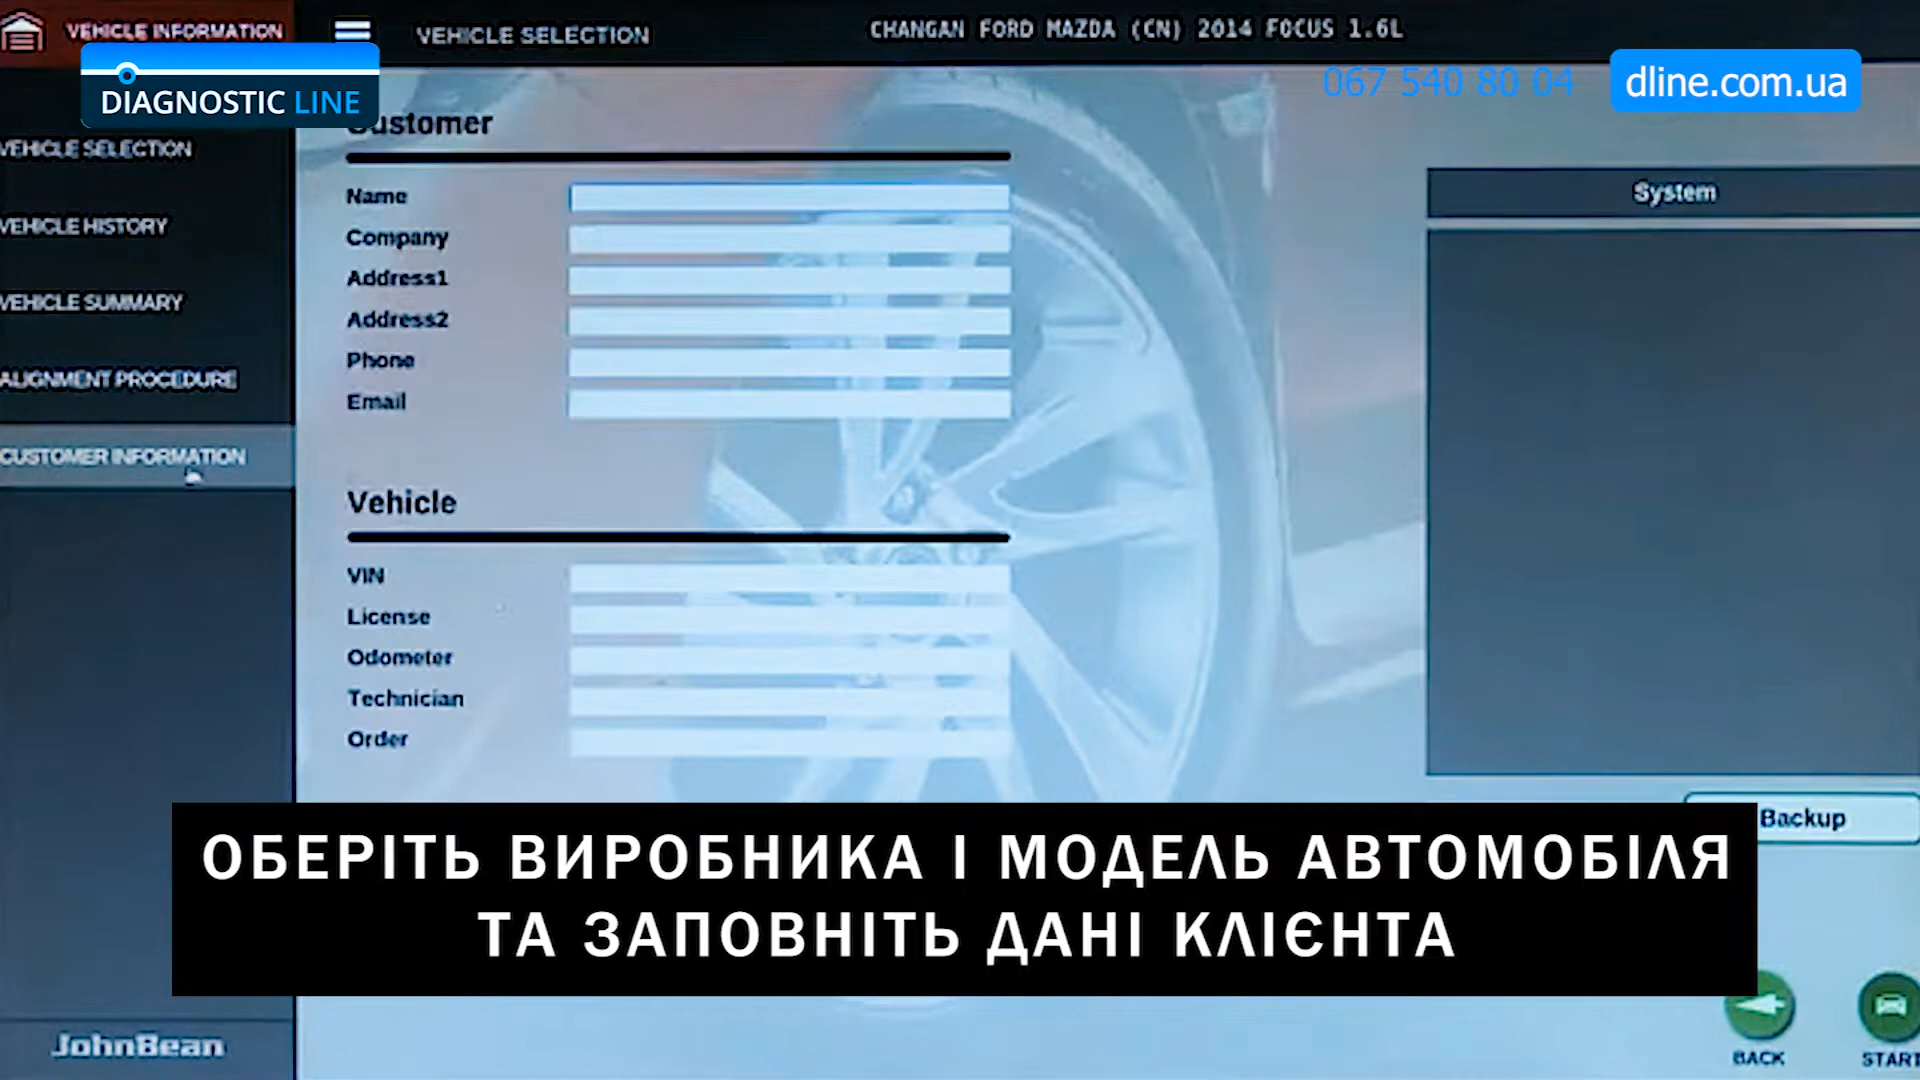 VEHICLE INFORMATION
VEHICLE SELECTION
CHANGAN FORD MAZDA (CN) 2014 FOCUS 1.6L
067 540 80 04
dline.com.ua
DIAGNOSTIC LINE
Customer
VEHICLE SELECTION
VEHICLE HISTORY
VEHICLE SUMMARY
ALIGNMENT PROCEDURE
CUSTOMER INFORMATION
Name
Company
Address1
Address2
Phone
Email
Vehicle
VIN
License
Odometer
Technician
Order
System
Backup
ОБЕРІТЬ ВИРОБНИКА І МОДЕЛЬ АВТОМОБІЛЯ
ТА ЗАПОВНІТЬ ДАНІ КЛІЄНТА
JohnBean
BACK
START